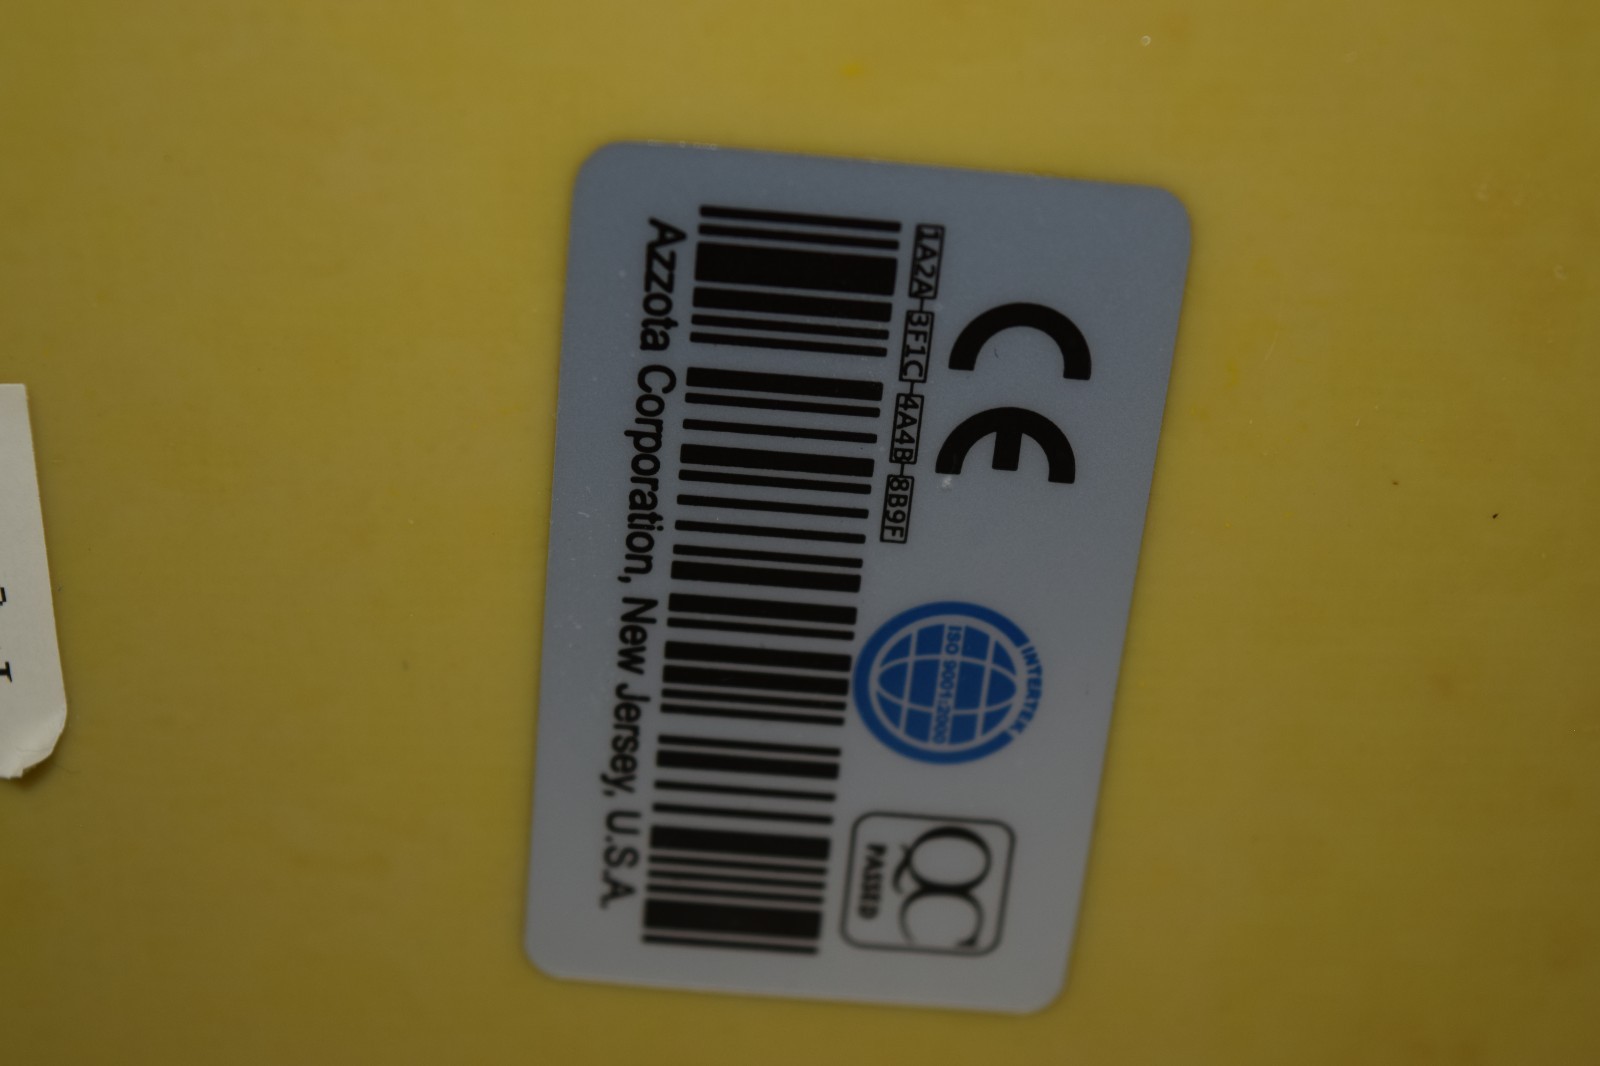 CE
INTERTEK
ISO 9001:2000
QC
PASSED
1A2A-3F1C-4A4B-8B9F
Azzota Corporation, New Jersey, U.S.A.